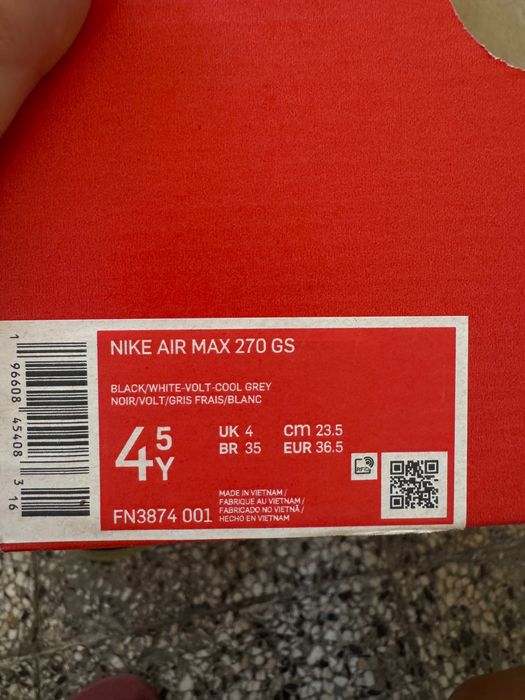 NIKE AIR MAX 270 GS
BLACK/WHITE-VOLT-COOL GREY
NOIR/VOLT/GRIS FRAIS/BLANC
4 5Y
UK 4 cm 23.5
BR 35 EUR 36.5
RFID
MADE IN VIETNAM /
FABRIQUE AU VIETNAM /
FABRICADO NO VIETNÃ /
HECHO EN VIETNAM
FN3874 001
1 96608 45408 3 16